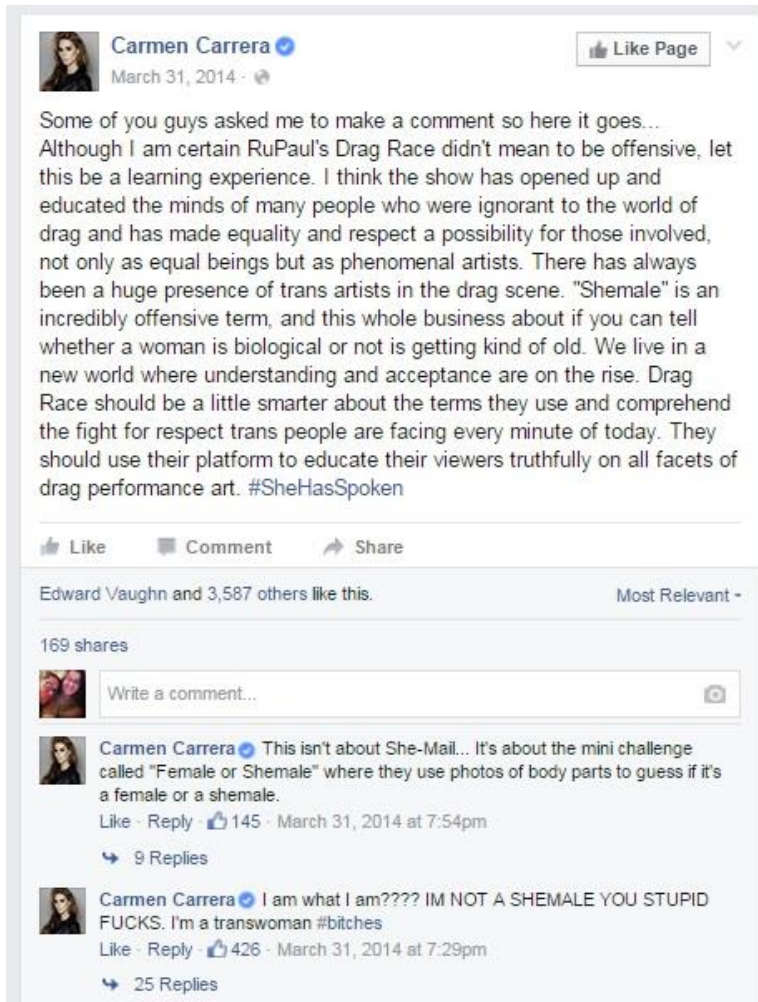 Carmen Carrera
Like Page
March 31, 2014 ·
Some of you guys asked me to make a comment so here it goes...
Although I am certain RuPaul's Drag Race didn't mean to be offensive, let
this be a learning experience. I think the show has opened up and
educated the minds of many people who were ignorant to the world of
drag and has made equality and respect a possibility for those involved,
not only as equal beings but as phenomenal artists. There has always
been a huge presence of trans artists in the drag scene. "Shemale" is an
incredibly offensive term, and this whole business about if you can tell
whether a woman is biological or not is getting kind of old. We live in a
new world where understanding and acceptance are on the rise. Drag
Race should be a little smarter about the terms they use and comprehend
the fight for respect trans people are facing every minute of today. They
should use their platform to educate their viewers truthfully on all facets of
drag performance art. #SheHasSpoken
Like Comment Share
Edward Vaughn and 3,587 others like this.
Most Relevant
169 shares
Write a comment...
Carmen Carrera This isn't about She-Mail... It's about the mini challenge
called "Female or Shemale" where they use photos of body parts to guess if it's
a female or a shemale.
Like · Reply · 145 · March 31, 2014 at 7:54pm
9 Replies
Carmen Carrera I am what I am???? IM NOT A SHEMALE YOU STUPID
FUCKS. I'm a transwoman #bitches
Like · Reply · 426 · March 31, 2014 at 7:29pm
25 Replies